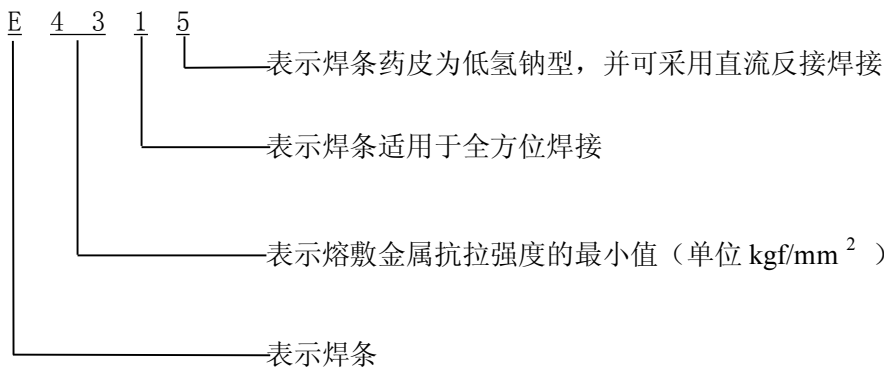 E 4 3 1 5
表示焊条药皮为低氢钠型，并可采用直流反接焊接
表示焊条适用于全方位焊接
表示熔敷金属抗拉强度的最小值（单位 kgf/mm 2 ）
表示焊条